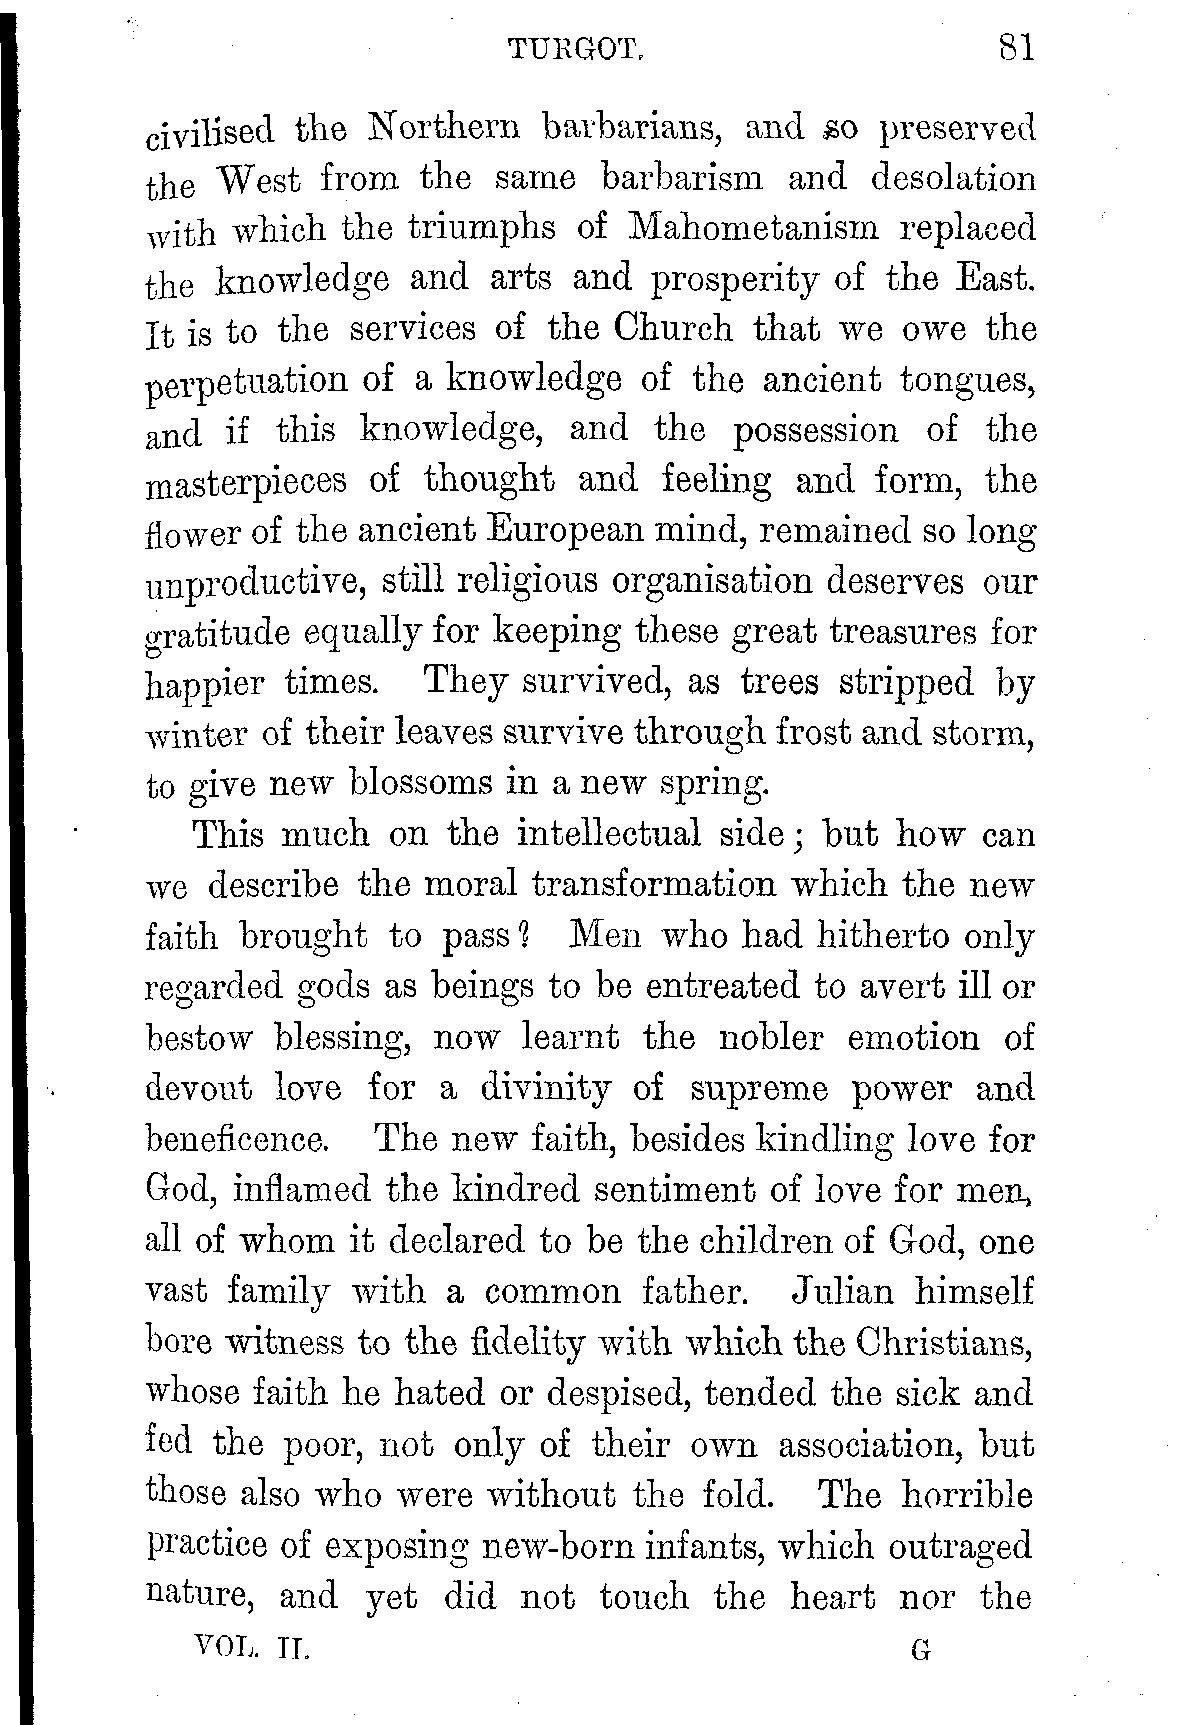 TURGOT. 81
civilised the Northern barbarians, and so preserved
the West from the same barbarism and desolation
with which the triumphs of Mahometanism replaced
the knowledge and arts and prosperity of the East.
It is to the services of the Church that we owe the
perpetuation of a knowledge of the ancient tongues,
and if this knowledge, and the possession of the
masterpieces of thought and feeling and form, the
flower of the ancient European mind, remained so long
unproductive, still religious organisation deserves our
gratitude equally for keeping these great treasures for
happier times. They survived, as trees stripped by
winter of their leaves survive through frost and storm,
to give new blossoms in a new spring.
This much on the intellectual side; but how can
we describe the moral transformation which the new
faith brought to pass? Men who had hitherto only
regarded gods as beings to be entreated to avert ill or
bestow blessing, now learnt the nobler emotion of
devout love for a divinity of supreme power and
beneficence. The new faith, besides kindling love for
God, inflamed the kindred sentiment of love for men,
all of whom it declared to be the children of God, one
vast family with a common father. Julian himself
bore witness to the fidelity with which the Christians,
whose faith he hated or despised, tended the sick and
fed the poor, not only of their own association, but
those also who were without the fold. The horrible
practice of exposing new-born infants, which outraged
nature, and yet did not touch the heart nor the
VOL. II. G